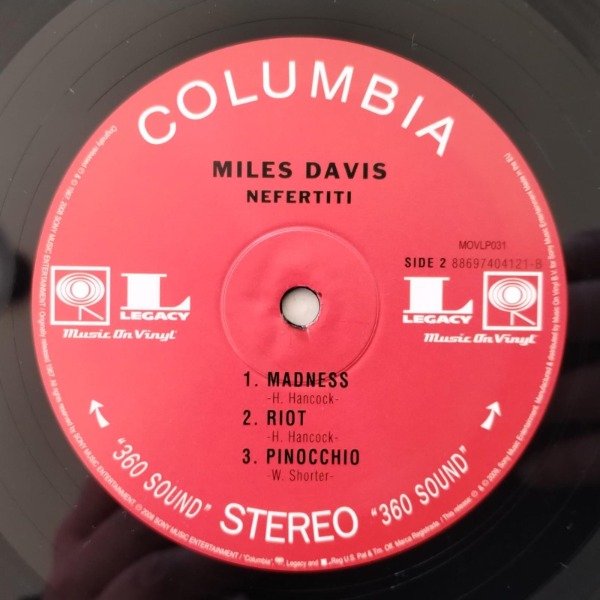 COLUMBIA
MILES DAVIS
NEFERTITI
MOVLP031
SIDE 2 88697404121-B
L
LEGACY
Music On Vinyl
L
LEGACY
Music On Vinyl
1. MADNESS
-H. Hancock-
2. RIOT
-H. Hancock-
3. PINOCCHIO
-W. Shorter-
"360 SOUND" STEREO "360 SOUND"